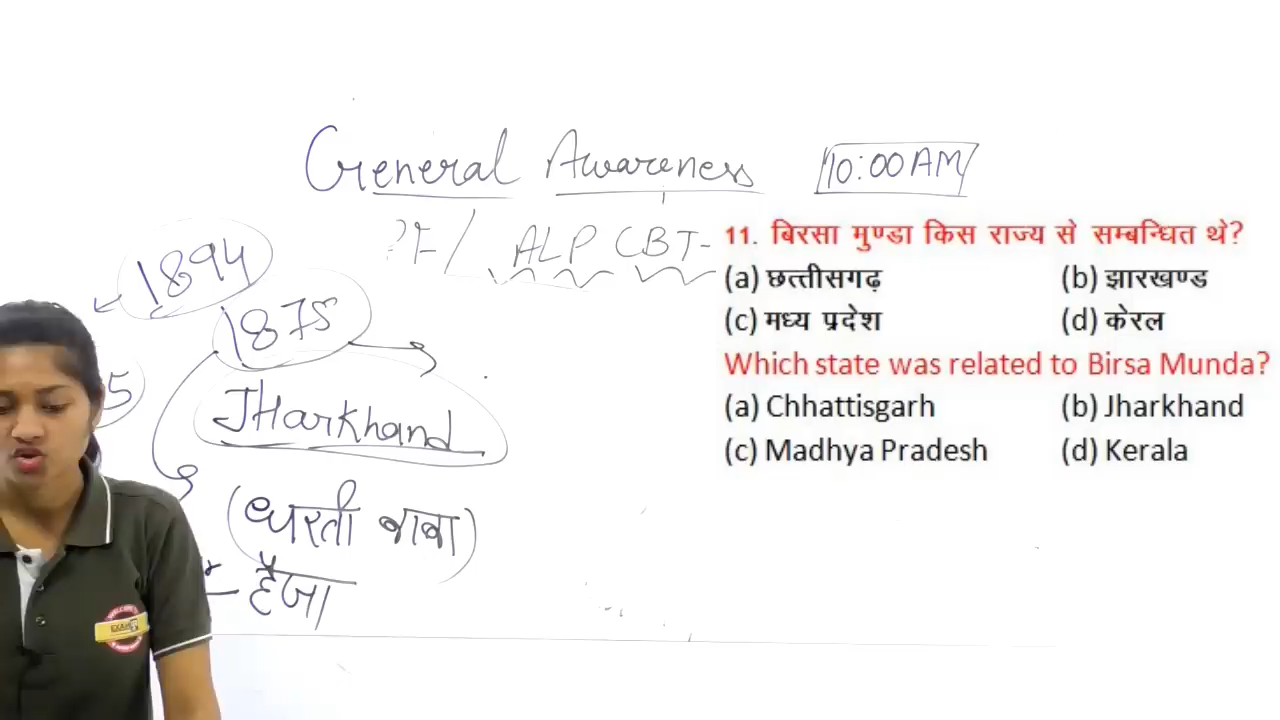 General Awareness 10:00AM
ALP CBT-
1894
1875
5
JHarkhand
(धरती बाबा)
- हैजा
11. बिरसा मुण्डा किस राज्य से सम्बन्धित थे?
(a) छत्तीसगढ़ (b) झारखण्ड
(c) मध्य प्रदेश (d) केरल
Which state was related to Birsa Munda?
(a) Chhattisgarh (b) Jharkhand
(c) Madhya Pradesh (d) Kerala